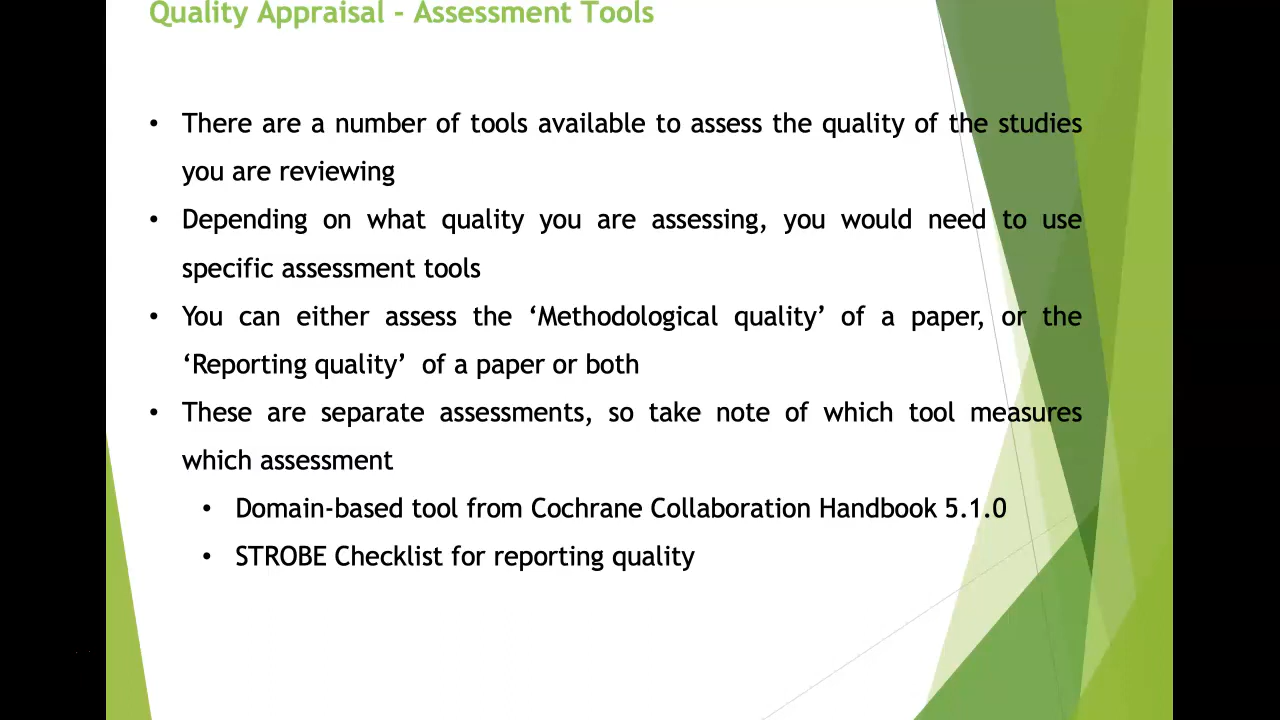 Quality Appraisal - Assessment Tools
• There are a number of tools available to assess the quality of the studies
you are reviewing
• Depending on what quality you are assessing, you would need to use
specific assessment tools
• You can either assess the ‘Methodological quality’ of a paper, or the
‘Reporting quality’ of a paper or both
• These are separate assessments, so take note of which tool measures
which assessment
• Domain-based tool from Cochrane Collaboration Handbook 5.1.0
• STROBE Checklist for reporting quality